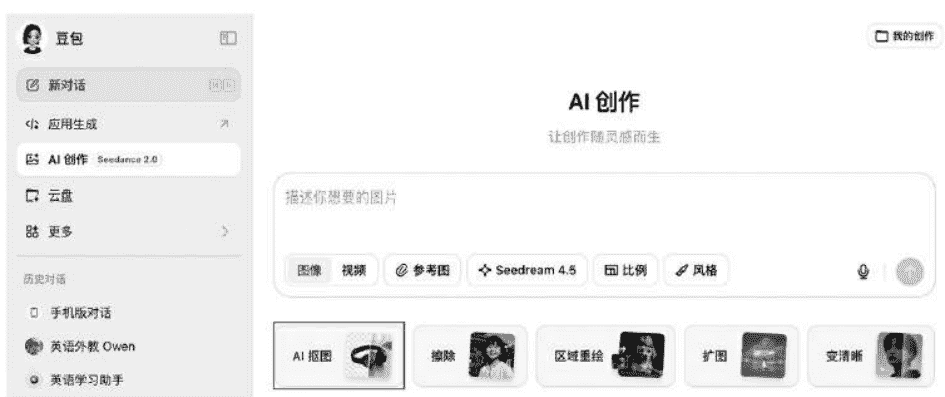 豆包
新对话
应用生成
AI 创作 Seedance 2.0
云盘
更多
历史对话
手机版对话
英语外教 Owen
英语学习助手
我的创作
AI 创作
让创作随灵感而生
描述你想要的图片
图像 视频 参考图 Seedream 4.5 比例 风格
AI 抠图 擦除 区域重绘 扩图 变清晰